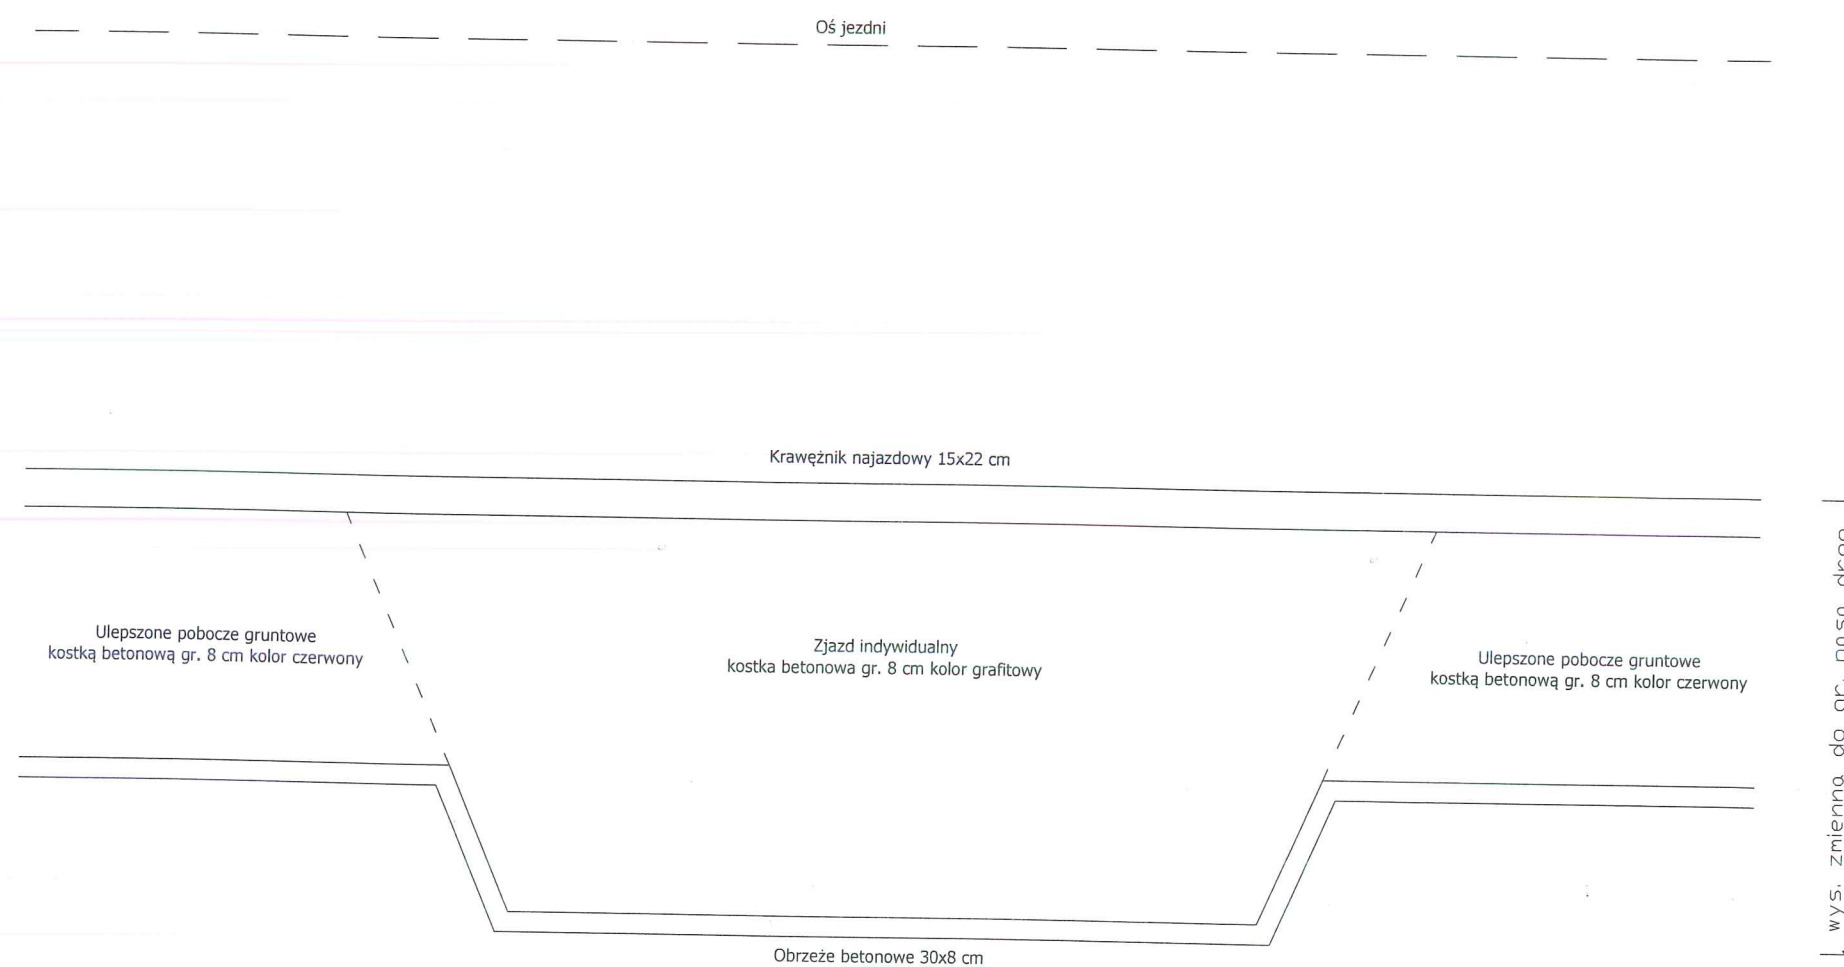 Oś jezdni
Krawężnik najazdowy 15x22 cm
Ulepszone pobocze gruntowe
kostką betonową gr. 8 cm kolor czerwony
Zjazd indywidualny
kostka betonowa gr. 8 cm kolor grafitowy
Ulepszone pobocze gruntowe
kostką betonową gr. 8 cm kolor czerwony
Obrzeże betonowe 30x8 cm
wys. zmienna do gr. pasa